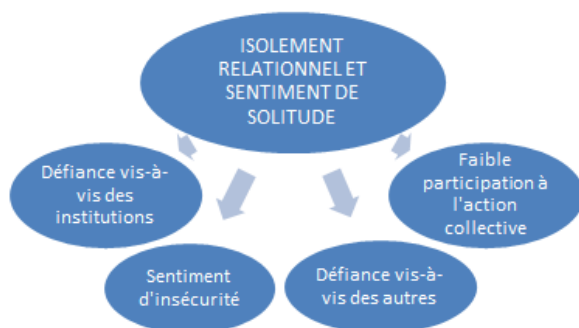 ISOLEMENT
RELATIONNEL ET
SENTIMENT DE
SOLITUDE
Défiance vis-à-
vis des
institutions
Faible
participation à
l'action
collective
Sentiment
d'insécurité
Défiance vis-à-
vis des autres